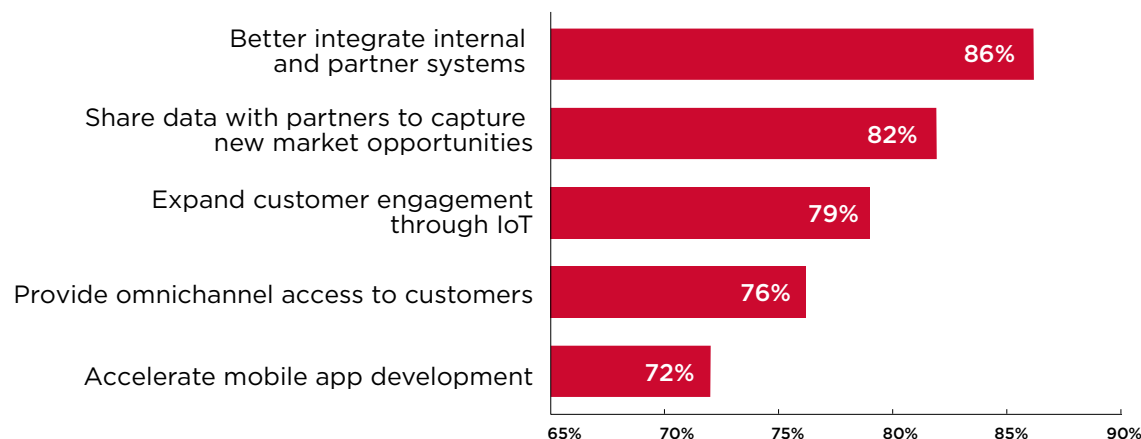 Better integrate internal
and partner systems
86%
Share data with partners to capture
new market opportunities
82%
Expand customer engagement
through IoT
79%
Provide omnichannel access to customers
76%
Accelerate mobile app development
72%
65% 70% 75% 80% 85% 90%